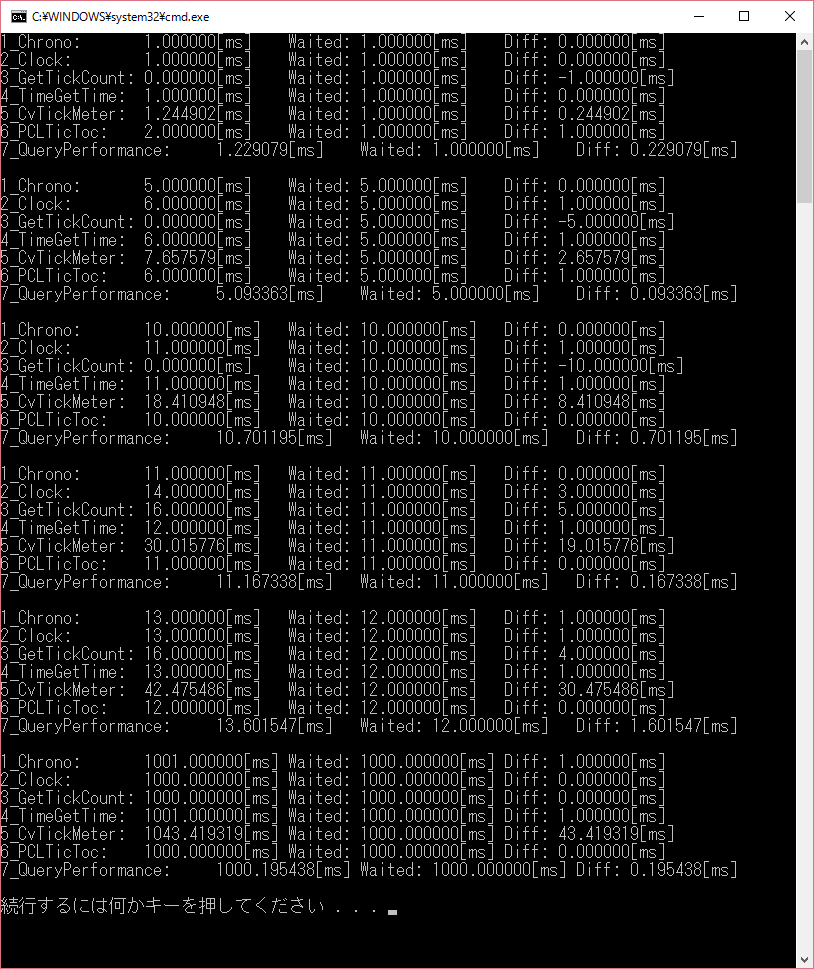 C:¥WINDOWS¥system32¥cmd.exe
1_Chrono: 1.000000[ms] Waited: 1.000000[ms] Diff: 0.000000[ms]
2_Clock: 1.000000[ms] Waited: 1.000000[ms] Diff: 0.000000[ms]
3_GetTickCount: 0.000000[ms] Waited: 1.000000[ms] Diff: -1.000000[ms]
4_TimeGetTime: 1.000000[ms] Waited: 1.000000[ms] Diff: 0.000000[ms]
5_CvTickMeter: 1.244902[ms] Waited: 1.000000[ms] Diff: 0.244902[ms]
6_PCLTicToc: 2.000000[ms] Waited: 1.000000[ms] Diff: 1.000000[ms]
7_QueryPerformance: 1.229079[ms] Waited: 1.000000[ms] Diff: 0.229079[ms]
1_Chrono: 5.000000[ms] Waited: 5.000000[ms] Diff: 0.000000[ms]
2_Clock: 6.000000[ms] Waited: 5.000000[ms] Diff: 1.000000[ms]
3_GetTickCount: 0.000000[ms] Waited: 5.000000[ms] Diff: -5.000000[ms]
4_TimeGetTime: 6.000000[ms] Waited: 5.000000[ms] Diff: 1.000000[ms]
5_CvTickMeter: 7.657579[ms] Waited: 5.000000[ms] Diff: 2.657579[ms]
6_PCLTicToc: 6.000000[ms] Waited: 5.000000[ms] Diff: 1.000000[ms]
7_QueryPerformance: 5.093363[ms] Waited: 5.000000[ms] Diff: 0.093363[ms]
1_Chrono: 10.000000[ms] Waited: 10.000000[ms] Diff: 0.000000[ms]
2_Clock: 11.000000[ms] Waited: 10.000000[ms] Diff: 1.000000[ms]
3_GetTickCount: 0.000000[ms] Waited: 10.000000[ms] Diff: -10.000000[ms]
4_TimeGetTime: 11.000000[ms] Waited: 10.000000[ms] Diff: 1.000000[ms]
5_CvTickMeter: 18.410948[ms] Waited: 10.000000[ms] Diff: 8.410948[ms]
6_PCLTicToc: 10.000000[ms] Waited: 10.000000[ms] Diff: 0.000000[ms]
7_QueryPerformance: 10.701195[ms] Waited: 10.000000[ms] Diff: 0.701195[ms]
1_Chrono: 11.000000[ms] Waited: 11.000000[ms] Diff: 0.000000[ms]
2_Clock: 14.000000[ms] Waited: 11.000000[ms] Diff: 3.000000[ms]
3_GetTickCount: 16.000000[ms] Waited: 11.000000[ms] Diff: 5.000000[ms]
4_TimeGetTime: 12.000000[ms] Waited: 11.000000[ms] Diff: 1.000000[ms]
5_CvTickMeter: 30.015776[ms] Waited: 11.000000[ms] Diff: 19.015776[ms]
6_PCLTicToc: 11.000000[ms] Waited: 11.000000[ms] Diff: 0.000000[ms]
7_QueryPerformance: 11.167338[ms] Waited: 11.000000[ms] Diff: 0.167338[ms]
1_Chrono: 13.000000[ms] Waited: 12.000000[ms] Diff: 1.000000[ms]
2_Clock: 13.000000[ms] Waited: 12.000000[ms] Diff: 1.000000[ms]
3_GetTickCount: 16.000000[ms] Waited: 12.000000[ms] Diff: 4.000000[ms]
4_TimeGetTime: 13.000000[ms] Waited: 12.000000[ms] Diff: 1.000000[ms]
5_CvTickMeter: 42.475486[ms] Waited: 12.000000[ms] Diff: 30.475486[ms]
6_PCLTicToc: 12.000000[ms] Waited: 12.000000[ms] Diff: 0.000000[ms]
7_QueryPerformance: 13.601547[ms] Waited: 12.000000[ms] Diff: 1.601547[ms]
1_Chrono: 1001.000000[ms] Waited: 1000.000000[ms] Diff: 1.000000[ms]
2_Clock: 1000.000000[ms] Waited: 1000.000000[ms] Diff: 0.000000[ms]
3_GetTickCount: 1000.000000[ms] Waited: 1000.000000[ms] Diff: 0.000000[ms]
4_TimeGetTime: 1001.000000[ms] Waited: 1000.000000[ms] Diff: 1.000000[ms]
5_CvTickMeter: 1043.419319[ms] Waited: 1000.000000[ms] Diff: 43.419319[ms]
6_PCLTicToc: 1000.000000[ms] Waited: 1000.000000[ms] Diff: 0.000000[ms]
7_QueryPerformance: 1000.195438[ms] Waited: 1000.000000[ms] Diff: 0.195438[ms]
続行するには何かキーを押してください . . .